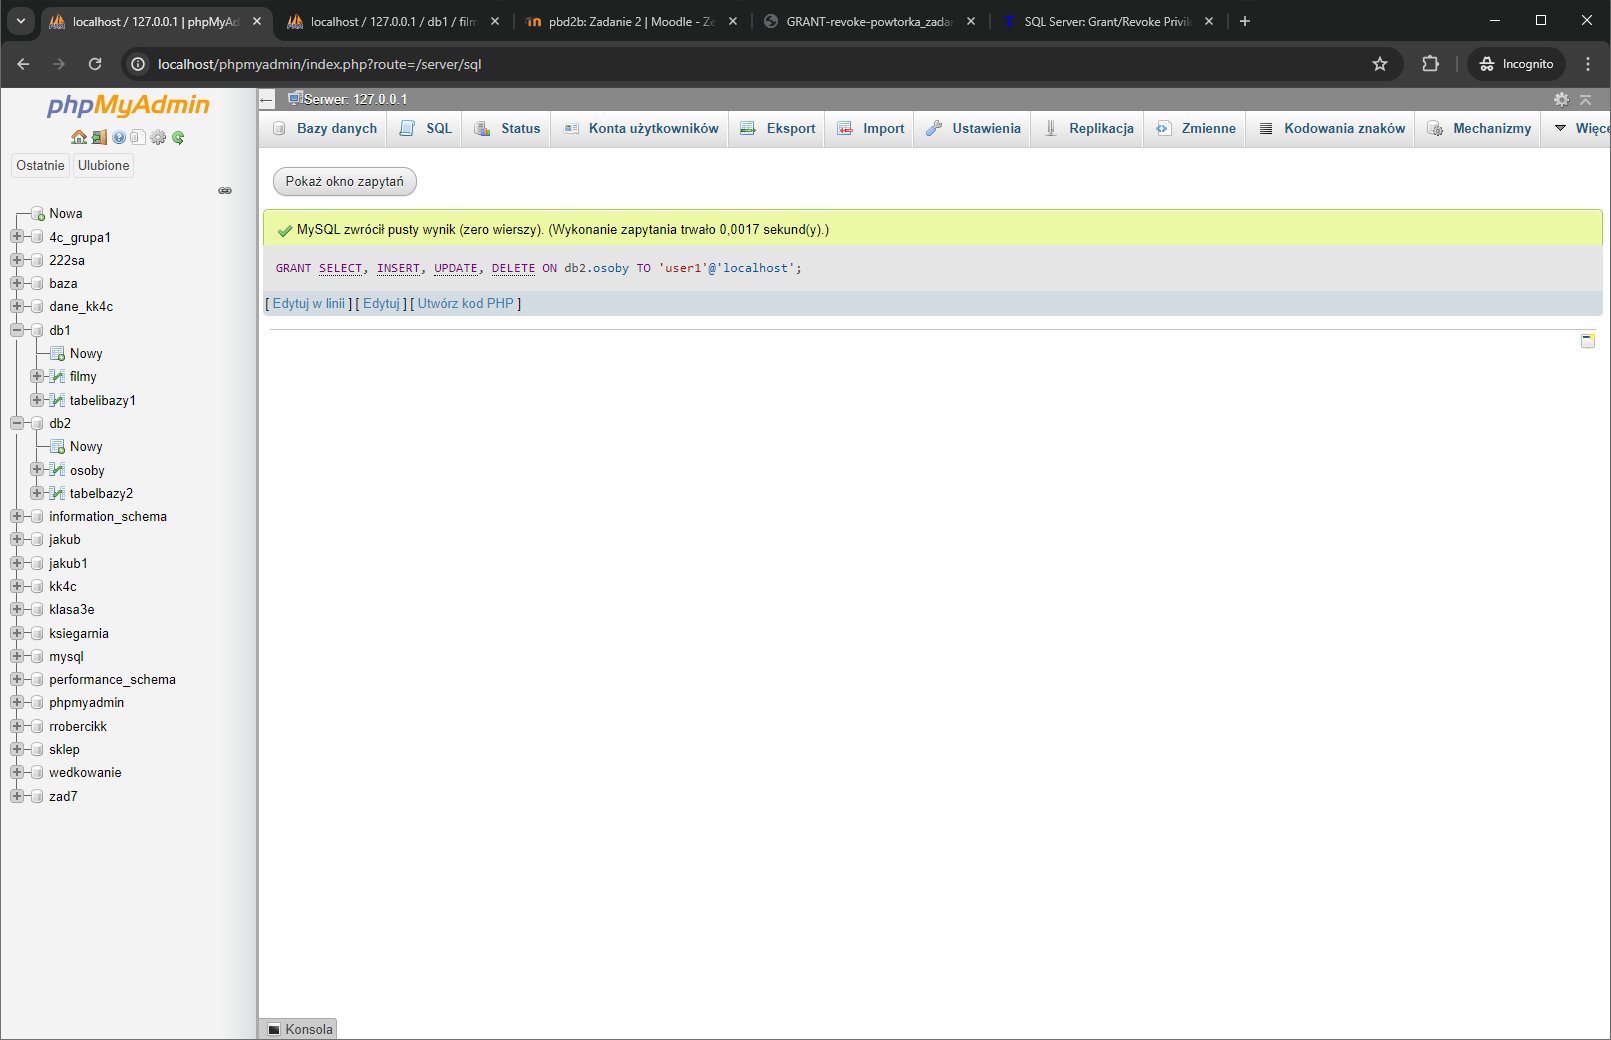 localhost / 127.0.0.1 | phpMyAd
localhost / 127.0.0.1 / db1 / film
pbd2b: Zadanie 2 | Moodle - Ze
GRANT-revoke-powtorka_zadan
SQL Server: Grant/Revoke Privile
localhost/phpmyadmin/index.php?route=/server/sql
Incognito
phpMyAdmin
Ostatnie
Ulubione
Nowa
4c_grupa1
222sa
baza
dane_kk4c
db1
Nowy
filmy
tabelibazy1
db2
Nowy
osoby
tabelbazy2
information_schema
jakub
jakub1
kk4c
klasa3e
ksiegarnia
mysql
performance_schema
phpmyadmin
rrobercikk
sklep
wedkowanie
zad7
Serwer: 127.0.0.1
Bazy danych
SQL
Status
Konta użytkowników
Eksport
Import
Ustawienia
Replikacja
Zmienne
Kodowania znaków
Mechanizmy
Więce
Pokaż okno zapytań
MySQL zwrócił pusty wynik (zero wierszy). (Wykonanie zapytania trwało 0,0017 sekund(y).)
GRANT SELECT, INSERT, UPDATE, DELETE ON db2.osoby TO 'user1'@'localhost';
[ Edytuj w linii ] [ Edytuj ] [ Utwórz kod PHP ]
Konsola